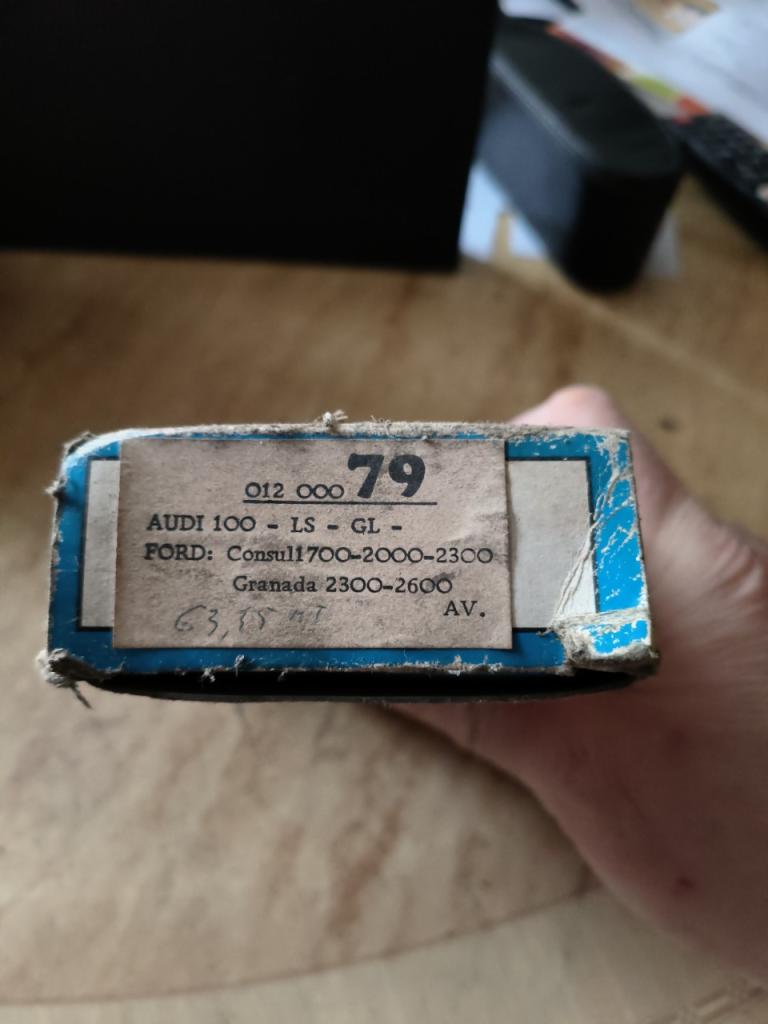 012 000 79
AUDI 100 - LS - GL -
FORD: Consul1700-2000-2300
Granada 2300-2600
AV.